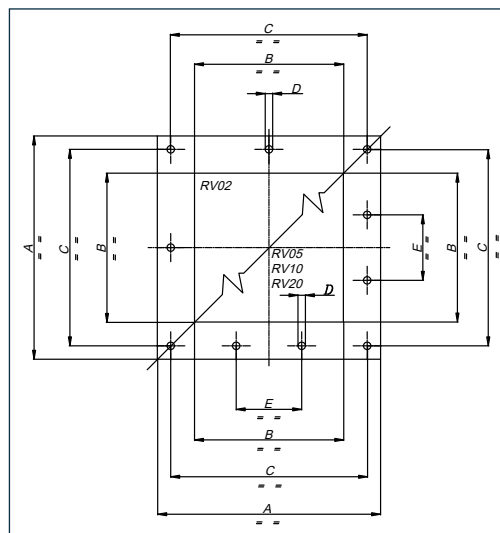 C
= =
B
= =
D
RV02
A
= =
C
= =
B
= =
E
= =
B
= =
C
= =
RV05
RV10
RV20
D
E
= =
B
= =
C
= =
A
= =